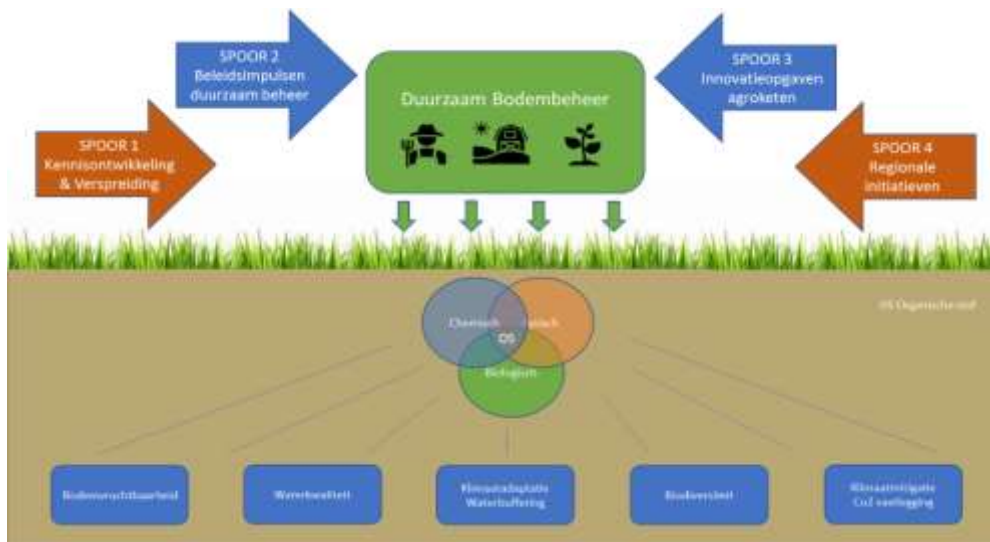 SPOOR 1
Kennisontwikkeling
& Verspreiding
SPOOR 2
Beleidsimpulsen
duurzaam beheer
Duurzaam Bodembeheer
SPOOR 3
Innovatieopgaven
agroketen
SPOOR 4
Regionale
initiatieven
OS Organische stof
Chemisch
OS
Biologisch
Bodemvruchtbaarheid
Waterkwaliteit
Klimaatadaptatie
Waterbuffering
Biodiversiteit
Klimaatmitigatie
Co2 vastlegging